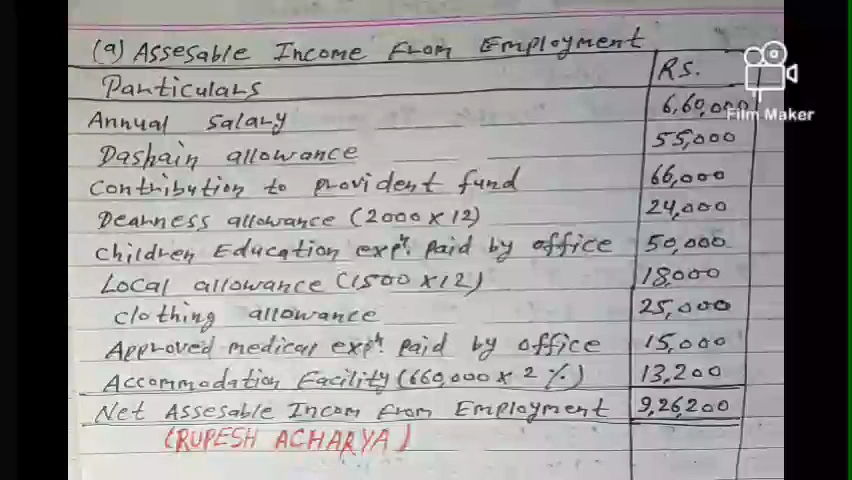 (a) Assesable Income From Employment
Particulars Rs.
Annual salary 6,60,000
Film Maker
Dashain allowance 55,000
Contribution to provident fund 66,000
Dearness allowance (2000 x 12) 24,000
Children Education expn. paid by office 50,000
Local allowance (1500 x 12) 18,000
clothing allowance 25,000
Approved medical expn. paid by office 15,000
Accommodation Facility (660,000 x 2 %) 13,200
Net Assesable Incom From Employment 9,26,200
(RUPESH ACHARYA)